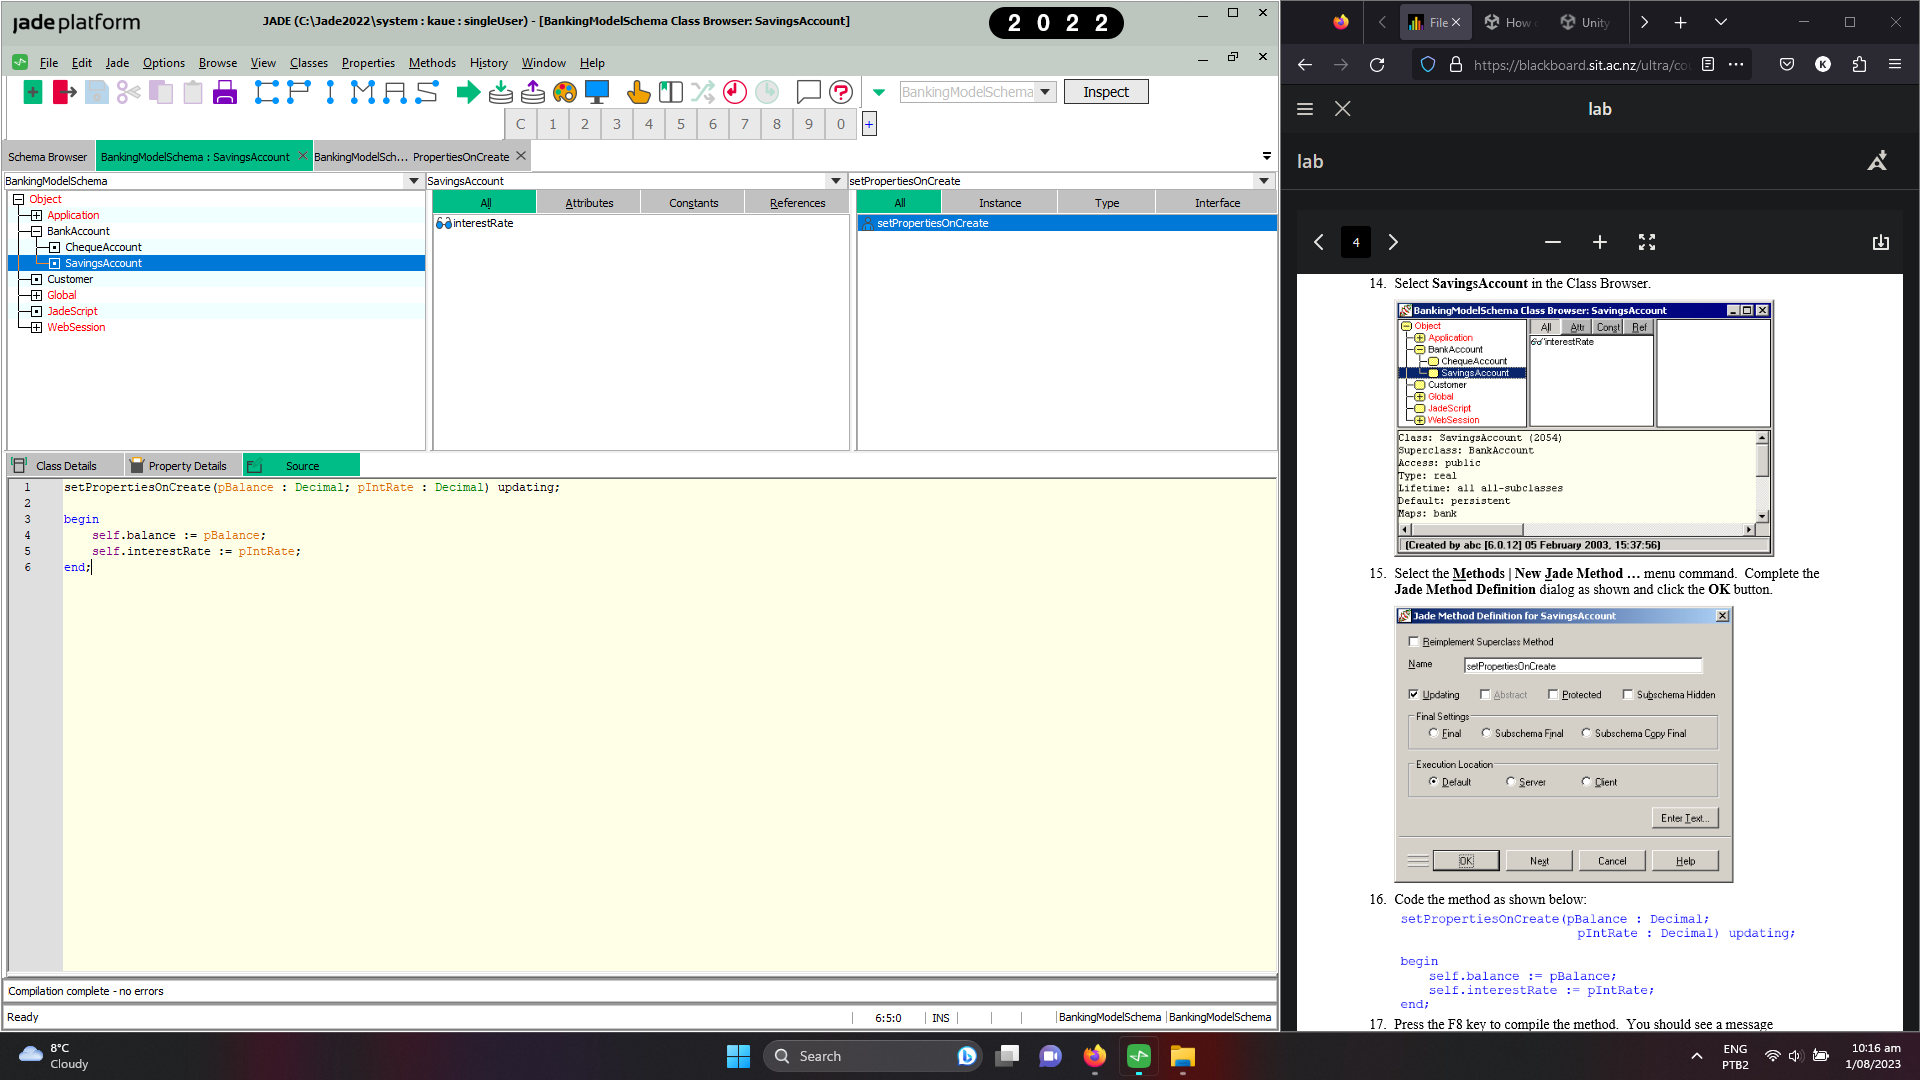 jadeplatform
JADE (C:\Jade2022\system : kaue : singleUser) - [BankingModelSchema Class Browser: SavingsAccount]
2022
File Edit Jade Options Browse View Classes Properties Methods History Window Help
BankingModelSchema
Inspect
C 1 2 3 4 5 6 7 8 9 0 +
Schema Browser
BankingModelSchema : SavingsAccount
BankingModelSch... PropertiesOnCreate
BankingModelSchema
SavingsAccount
setPropertiesOnCreate
Object
Application
BankAccount
ChequeAccount
SavingsAccount
Customer
Global
JadeScript
WebSession
All Attributes Constants References
interestRate
All Instance Type Interface
setPropertiesOnCreate
Class Details Property Details Source
1 setPropertiesOnCreate(pBalance : Decimal; pIntRate : Decimal) updating;
2
3 begin
4 self.balance := pBalance;
5 self.interestRate := pIntRate;
6 end;
Compilation complete - no errors
Ready
6:5:0
INS
BankingModelSchema
BankingModelSchema
File
How
Unity
https://blackboard.sit.ac.nz/ultra/co
lab
lab
4
14. Select SavingsAccount in the Class Browser.
BankingModelSchema Class Browser: SavingsAccount
Object
Application
BankAccount
ChequeAccount
SavingsAccount
Customer
Global
JadeScript
WebSession
All Attr Const Ref
interestRate
Class: SavingsAccount (2054)
Superclass: BankAccount
Access: public
Type: real
Lifetime: all all-subclasses
Default: persistent
Maps: bank
(Created by abc [6.0.12] 05 February 2003, 15:37:56)
15. Select the Methods | New Jade Method … menu command. Complete the
Jade Method Definition dialog as shown and click the OK button.
Jade Method Definition for SavingsAccount
Reimplement Superclass Method
Name setPropertiesOnCreate
Updating Abstract Protected Subschema Hidden
Final Settings
Final Subschema Final Subschema Copy Final
Execution Location
Default Server Client
Enter Text...
OK Next Cancel Help
16. Code the method as shown below:
setPropertiesOnCreate(pBalance : Decimal;
pIntRate : Decimal) updating;
begin
self.balance := pBalance;
self.interestRate := pIntRate;
end;
17. Press the F8 key to compile the method. You should see a message
8°C
Cloudy
Search
ENG
PTB2
10:16 am
1/08/2023